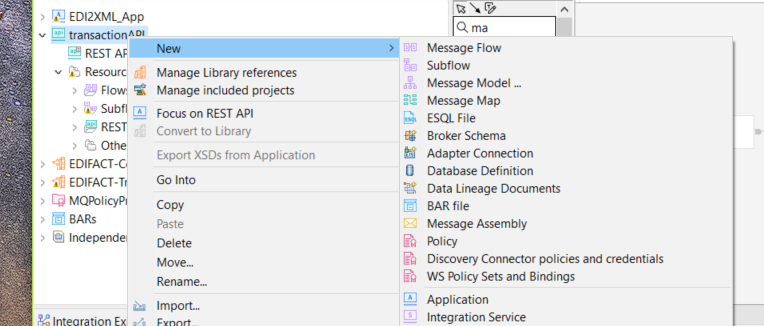 EDI2XML_App
transactionAPI
REST AP
Resourc
Flows
Subfl
REST
Othe
EDIFACT-Co
EDIFACT-Tr
MQPolicyPr
BARs
Independen
Integration Ex
New
Manage Library references
Manage included projects
Focus on REST API
Convert to Library
Export XSDs from Application
Go Into
Copy
Paste
Delete
Move...
Rename...
Import...
Export...
ma
Message Flow
Subflow
Message Model ...
Message Map
ESQL File
Broker Schema
Adapter Connection
Database Definition
Data Lineage Documents
BAR file
Message Assembly
Policy
Discovery Connector policies and credentials
WS Policy Sets and Bindings
Application
Integration Service